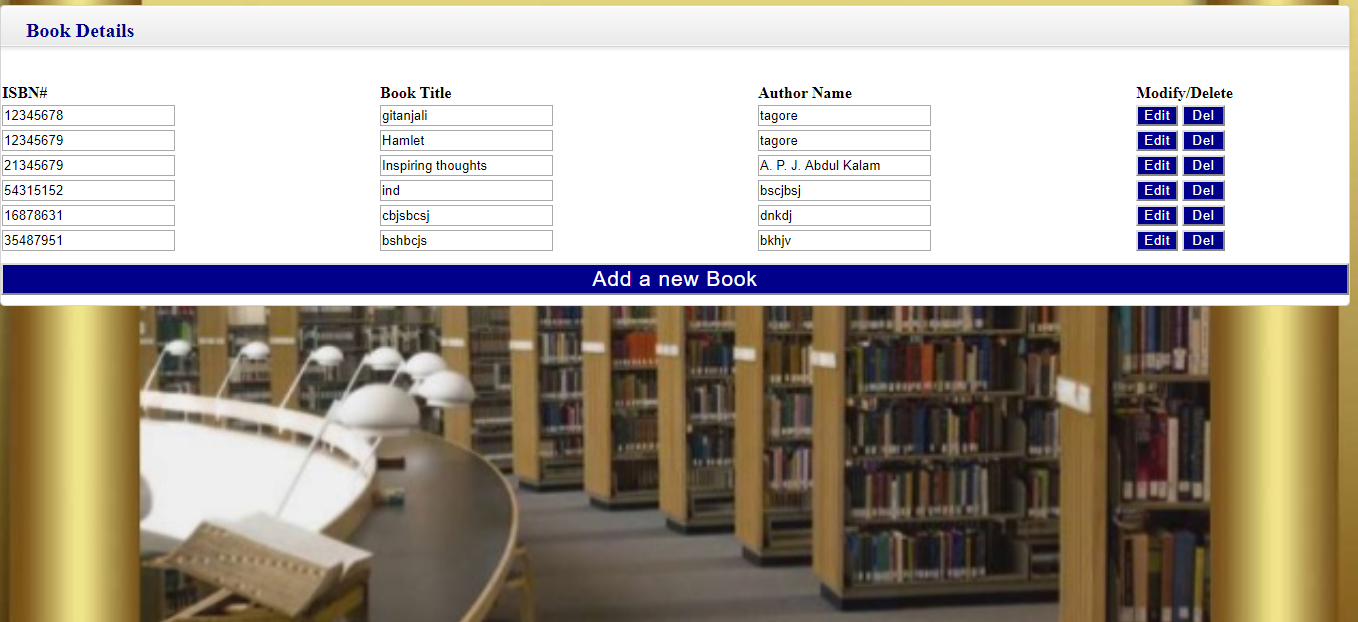 Book Details
ISBN# Book Title Author Name Modify/Delete
12345678 gitanjali tagore Edit Del
12345679 Hamlet tagore Edit Del
21345679 Inspiring thoughts A. P. J. Abdul Kalam Edit Del
54315152 ind bscjbsj Edit Del
16878631 cbjsbcsj dnkdj Edit Del
35487951 bshbcjs bkhjv Edit Del
Add a new Book